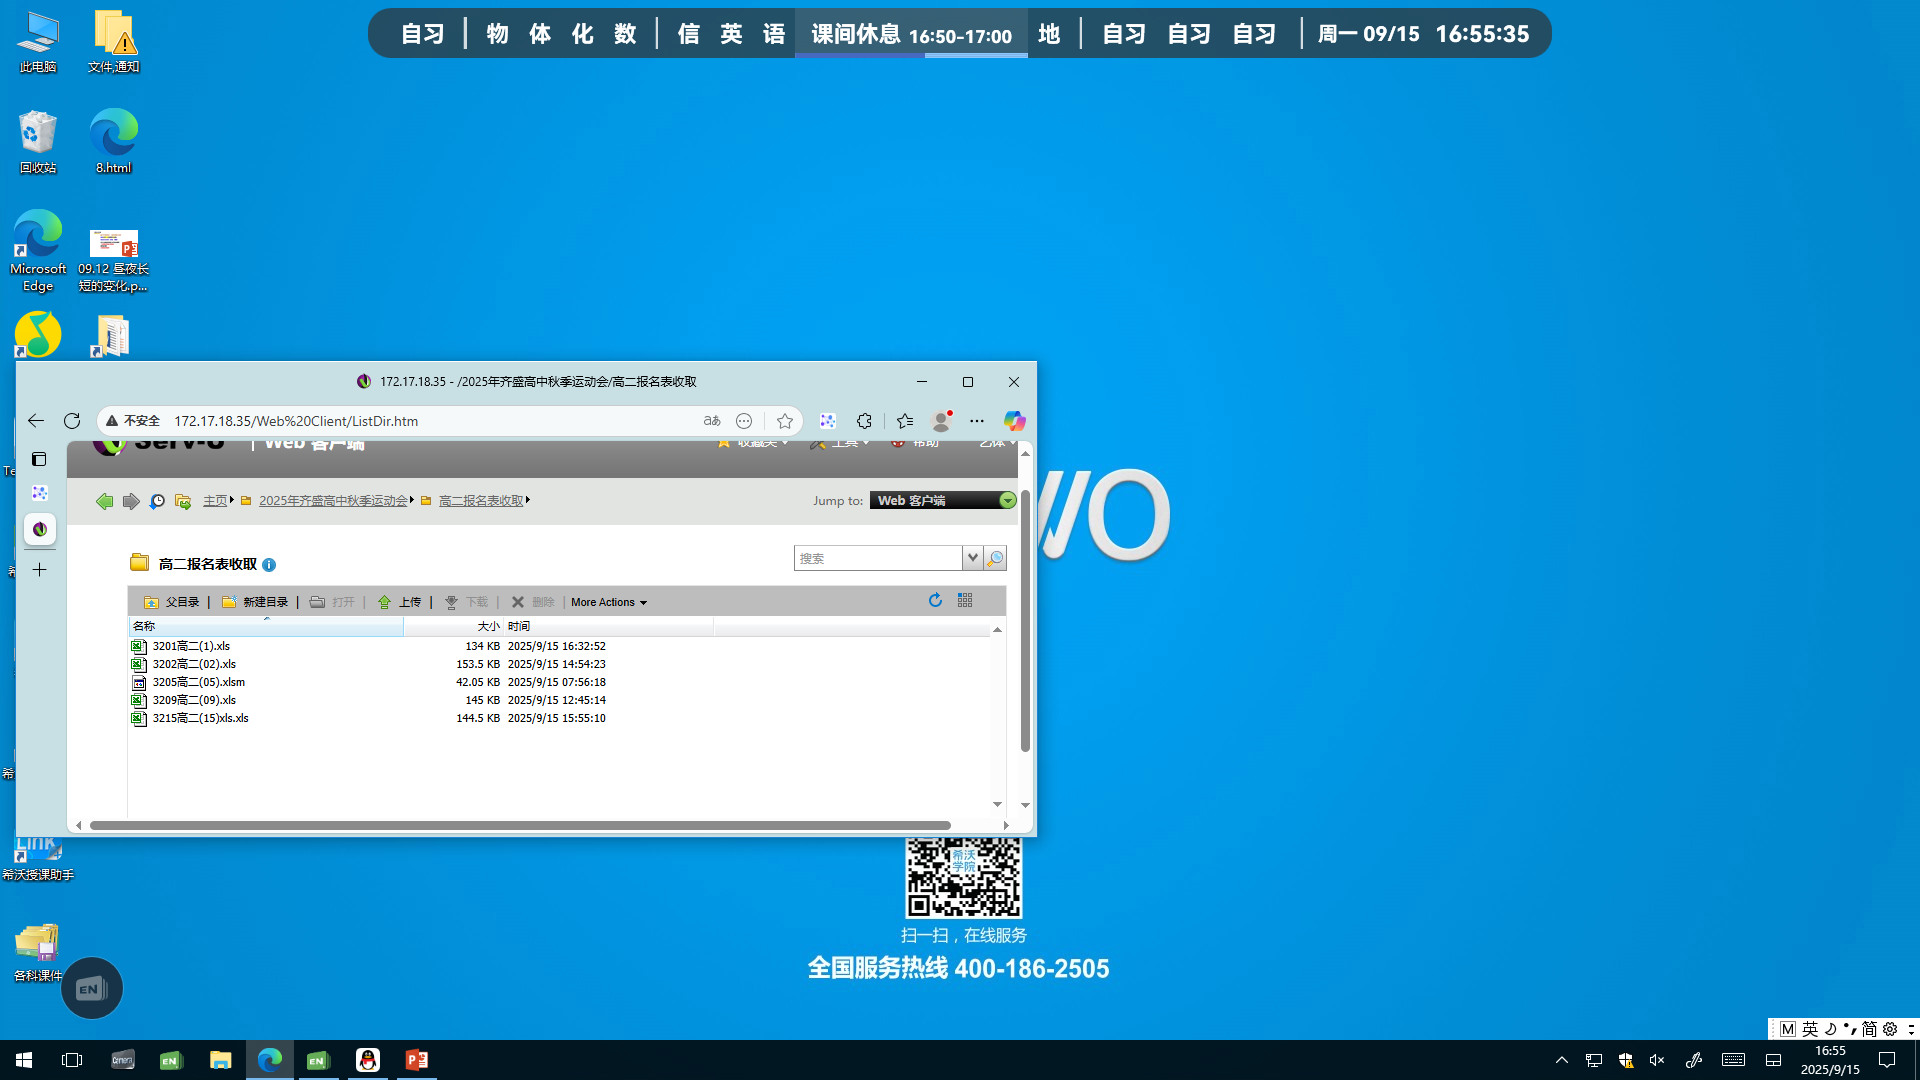 自习 | 物 体 化 数 | 信 英 语 课间休息 16:50-17:00 地 | 自习 自习 自习 | 周一 09/15 16:55:35
此电脑
文件,通知
回收站
8.html
Microsoft Edge
09.12 昼夜长短的变化.p...
172.17.18.35 - /2025年齐盛高中秋季运动会/高二报名表收取
不安全 172.17.18.35/Web%20Client/ListDir.htm
Serv-U | Web 客户端 收藏夹 工具 帮助
主页 2025年齐盛高中秋季运动会 高二报名表收取 Jump to: Web 客户端
高二报名表收取 搜索
父目录 | 新建目录 | 打开 | 上传 | 下载 | 删除 | More Actions
名称 大小 时间
3201高二(1).xls 134 KB 2025/9/15 16:32:52
3202高二(02).xls 153.5 KB 2025/9/15 14:54:23
3205高二(05).xlsm 42.05 KB 2025/9/15 07:56:18
3209高二(09).xls 145 KB 2025/9/15 12:45:14
3215高二(15)xls.xls 144.5 KB 2025/9/15 15:55:10
希沃授课助手
各科课件
EN
希沃
学院
扫一扫，在线服务
全国服务热线 400-186-2505
M 英 简
16:55
2025/9/15